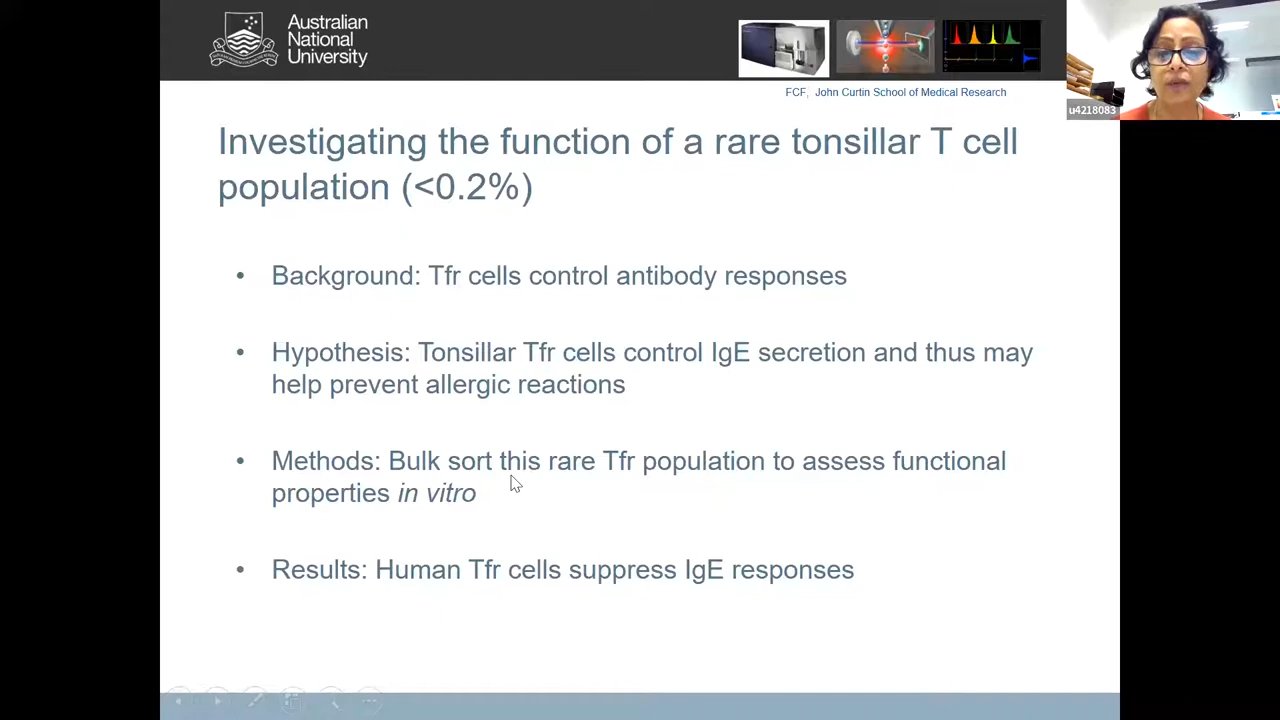 Australian
National
University
FCF, John Curtin School of Medical Research
u4218083
Investigating the function of a rare tonsillar T cell
population (<0.2%)
• Background: Tfr cells control antibody responses
• Hypothesis: Tonsillar Tfr cells control IgE secretion and thus may
help prevent allergic reactions
• Methods: Bulk sort this rare Tfr population to assess functional
properties in vitro
• Results: Human Tfr cells suppress IgE responses